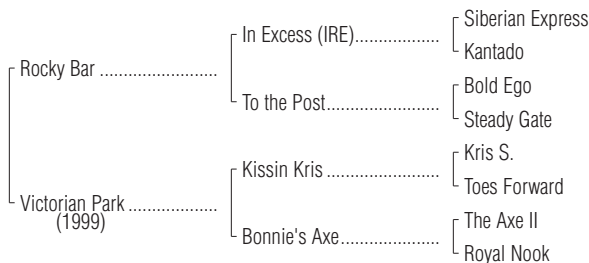 Siberian Express
In Excess (IRE)..................
Kantado
Rocky Bar .........................
Bold Ego
To the Post........................
Steady Gate
Kris S.
Kissin Kris ........................
Toes Forward
Victorian Park ...................
(1999)
The Axe II
Bonnie's Axe.....................
Royal Nook